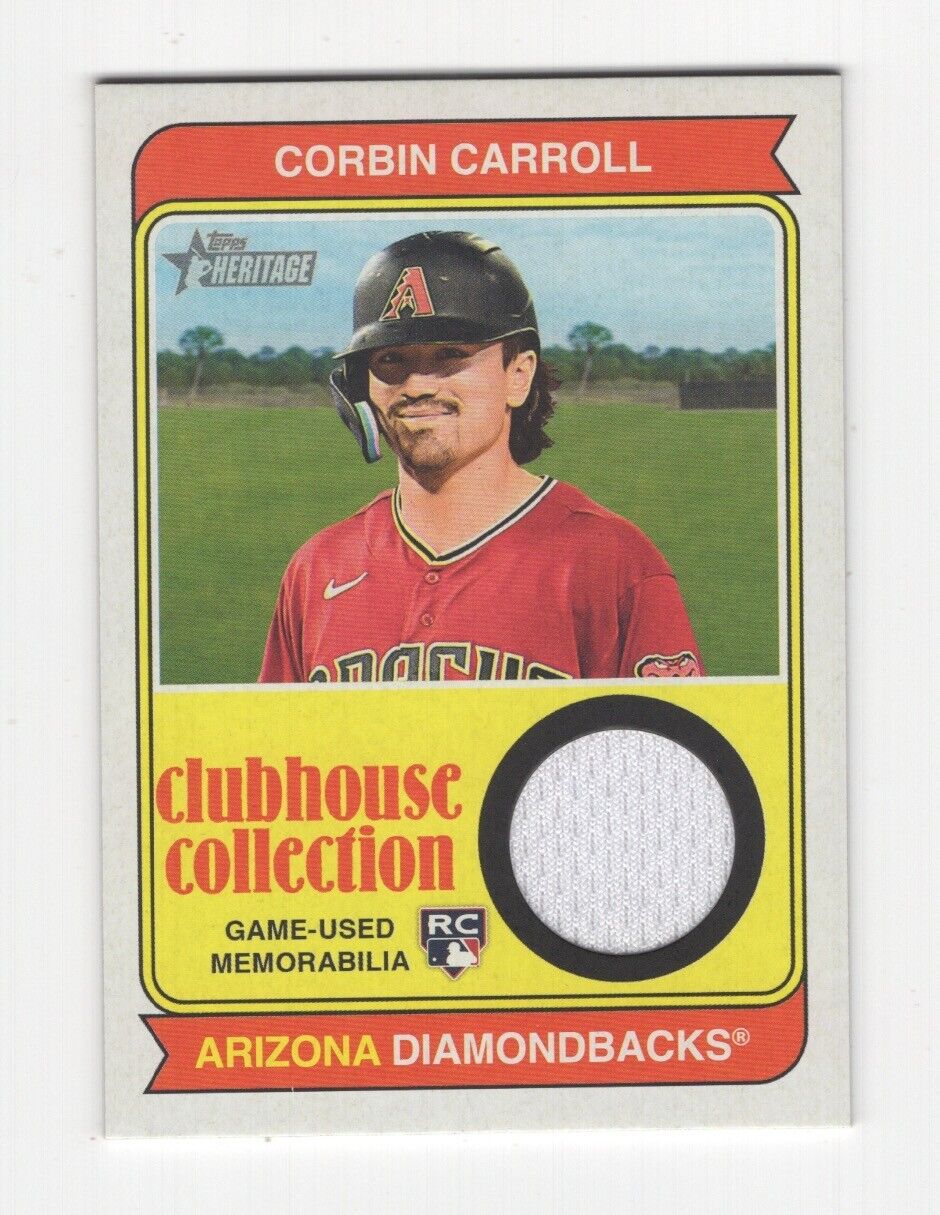 CORBIN CARROLL
Topps
HERITAGE
A
clubhouse
collection
GAME-USED
MEMORABILIA
RC
ARIZONA DIAMONDBACKS®